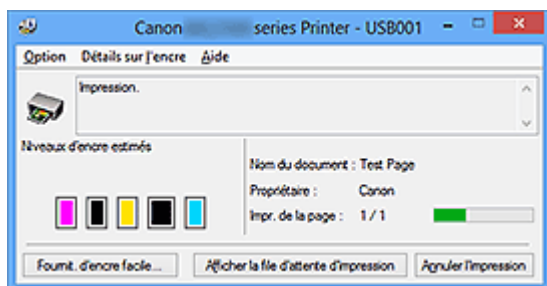 Canon series Printer - USB001
Option Détails sur l'encre Aide
Impression.
Niveaux d'encre estimés
Nom du document : Test Page
Propriétaire : Canon
Impr. de la page : 1 / 1
Fournit. d'encre facile... Afficher la file d'attente d'impression Annuler l'impression